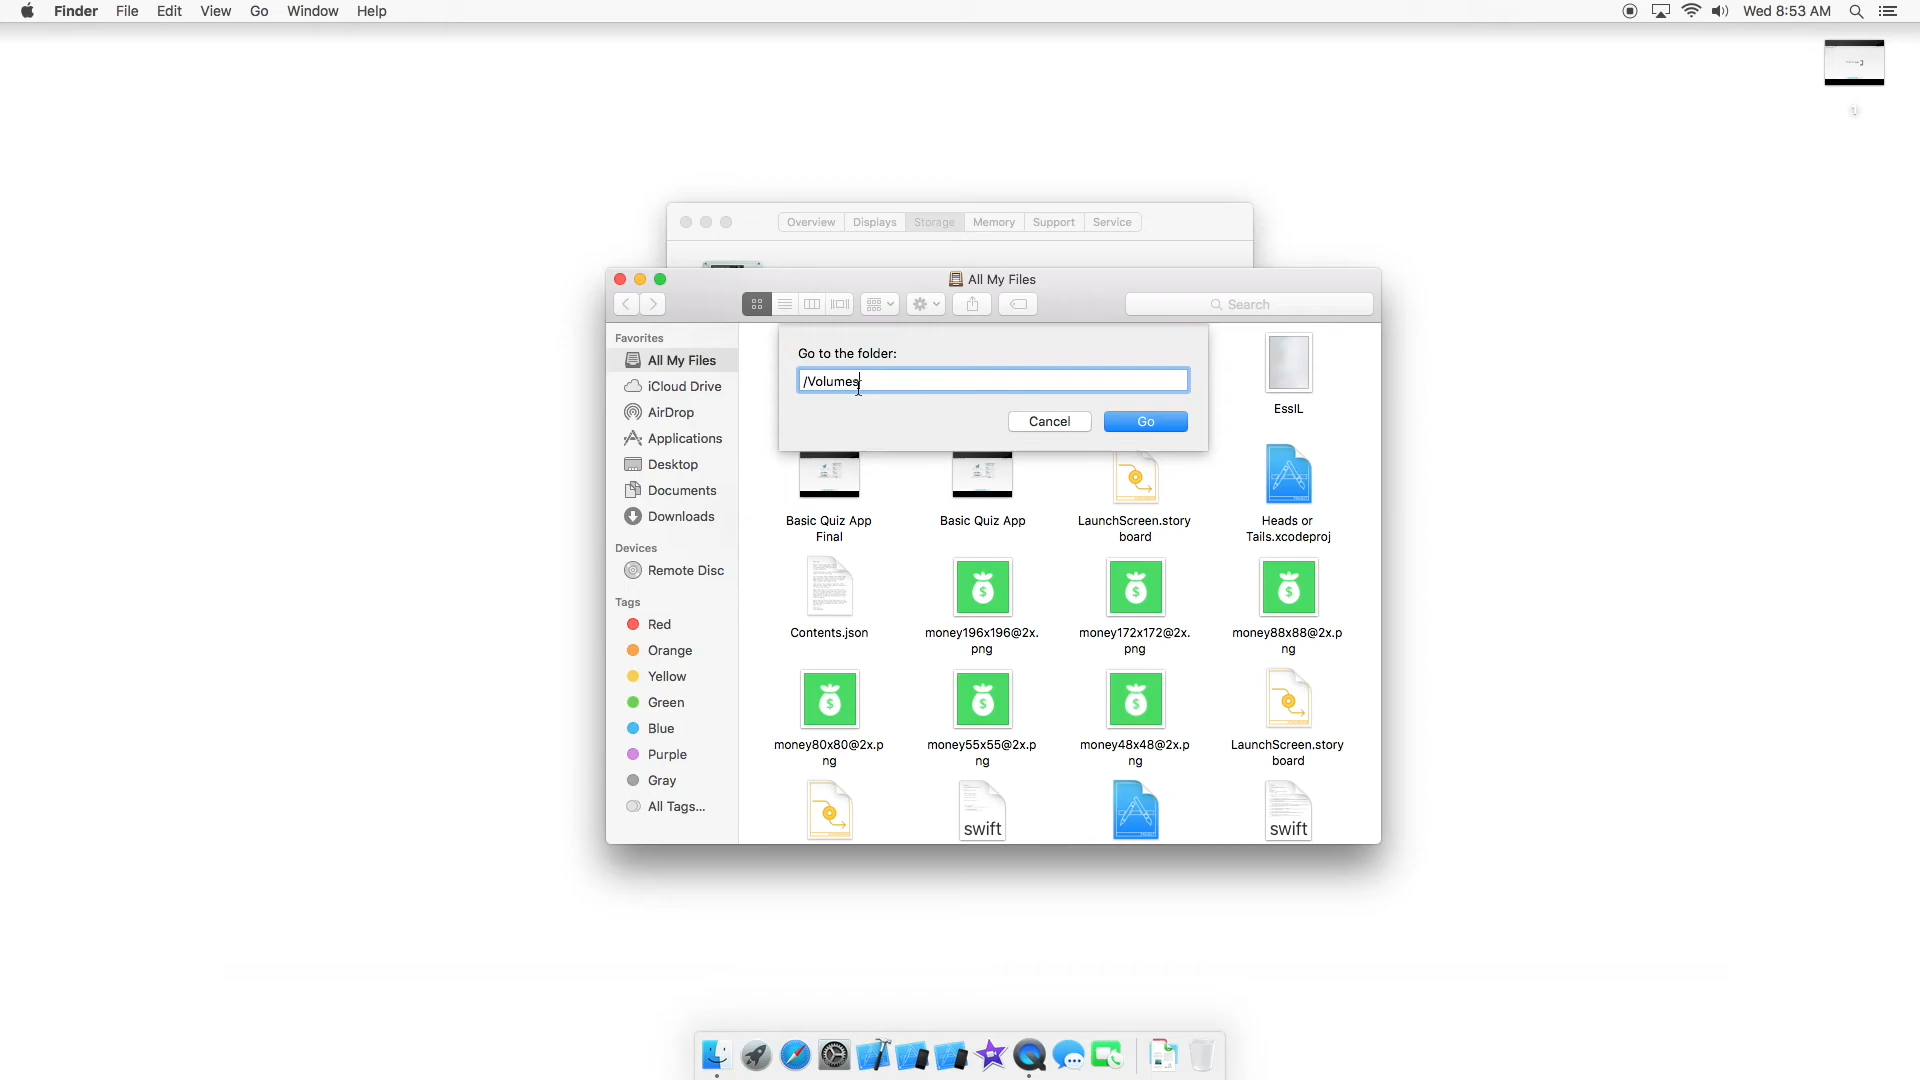 Finder File Edit View Go Window Help Wed 8:53 AM
1
Overview Displays Storage Memory Support Service
All My Files
Search
Favorites
All My Files
iCloud Drive
AirDrop
Applications
Desktop
Documents
Downloads
Devices
Remote Disc
Tags
Red
Orange
Yellow
Green
Blue
Purple
Gray
All Tags...
Go to the folder:
/Volumes
Cancel Go
EssIL
Basic Quiz App
Final
Basic Quiz App
LaunchScreen.story
board
Heads or
Tails.xcodeproj
Contents.json
money196x196@2x.
png
money172x172@2x.
png
money88x88@2x.p
ng
money80x80@2x.p
ng
money55x55@2x.p
ng
money48x48@2x.p
ng
LaunchScreen.story
board
swift
swift